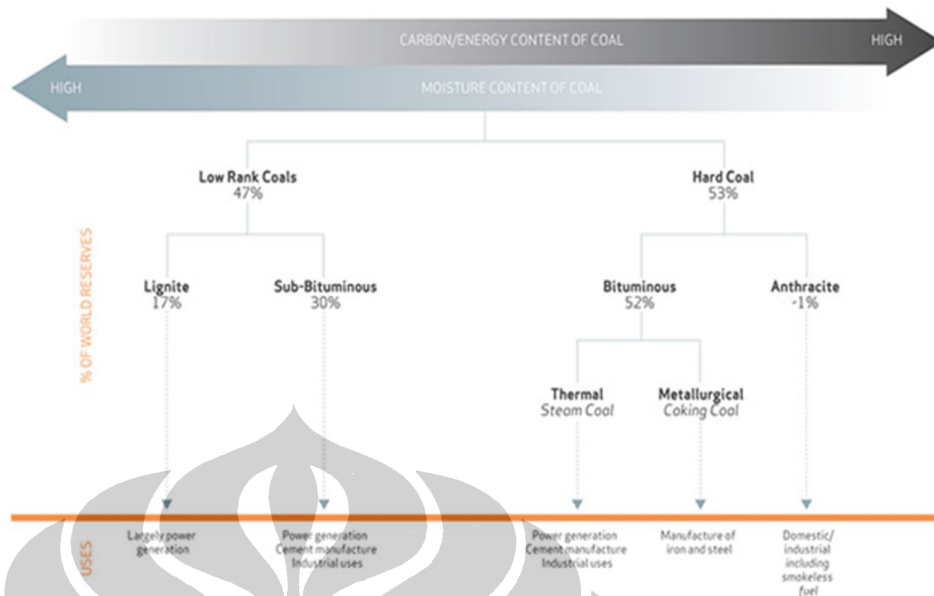 CARBON/ENERGY CONTENT OF COAL
HIGH
HIGH
MOISTURE CONTENT OF COAL
Low Rank Coals
47%
Hard Coal
53%
% OF WORLD RESERVES
Lignite
17%
Sub-Bituminous
30%
Bituminous
52%
Anthracite
-1%
Thermal
Steam Coal
Metallurgical
Coking Coal
USES
Largely power
generation
Power generation
Cement manufacture
Industrial uses
Power generation
Cement manufacture
Industrial uses
Manufacture of
iron and steel
Domestic/
industrial
including
smokeless
fuel